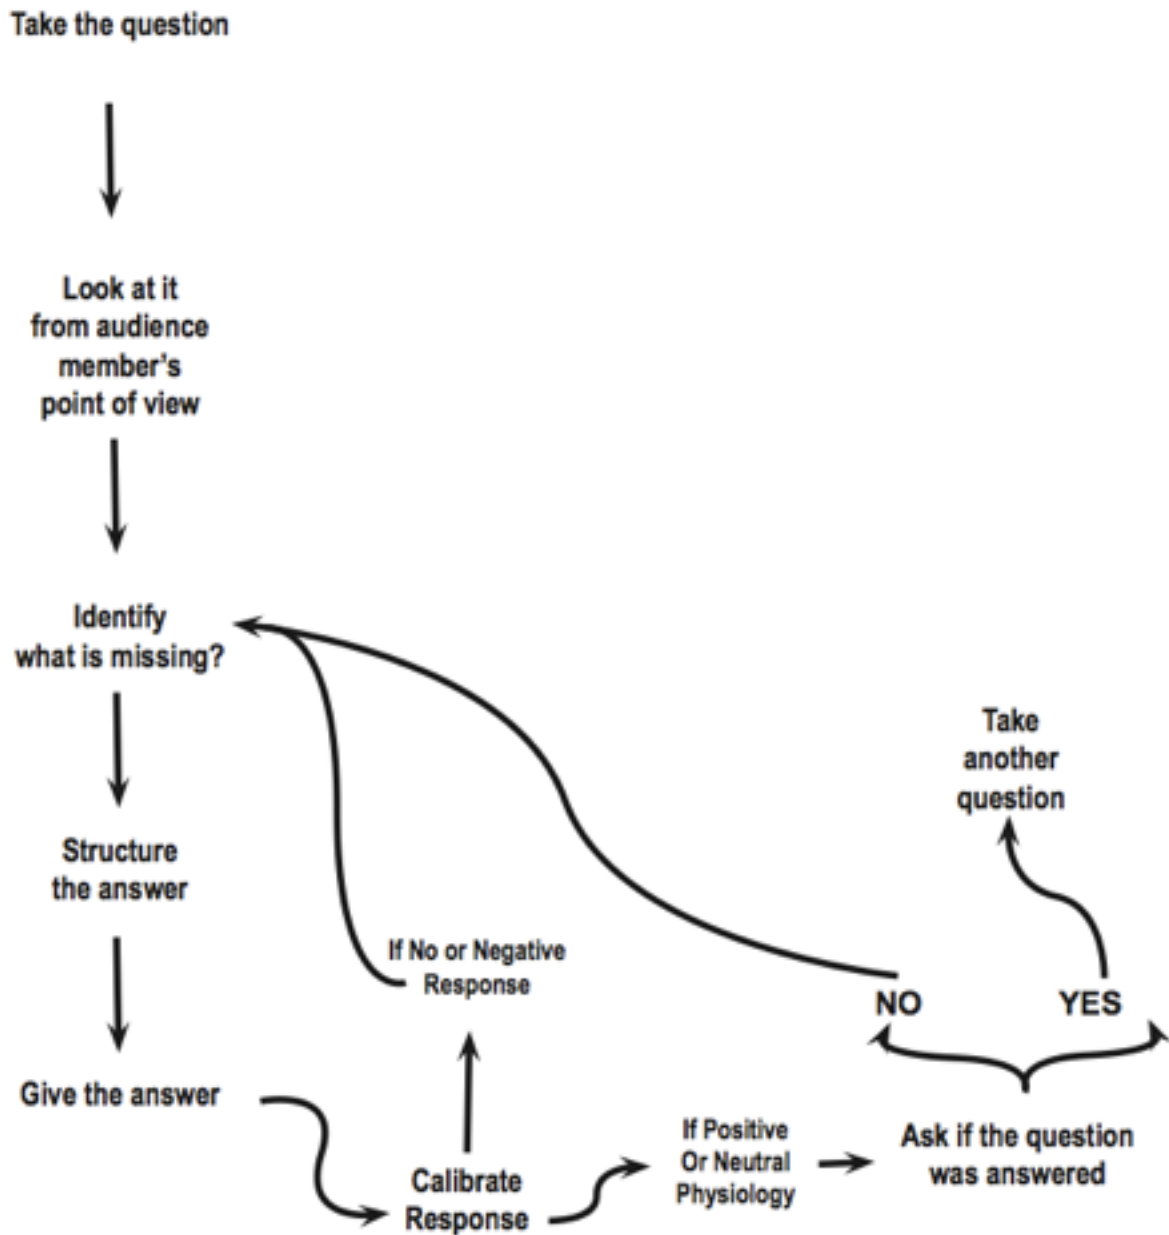 Take the question
Look at it
from audience
member's
point of view
Identify
what is missing?
Structure
the answer
Give the answer
Calibrate
Response
If No or Negative
Response
If Positive
Or Neutral
Physiology
Ask if the question
was answered
NO
YES
Take
another
question